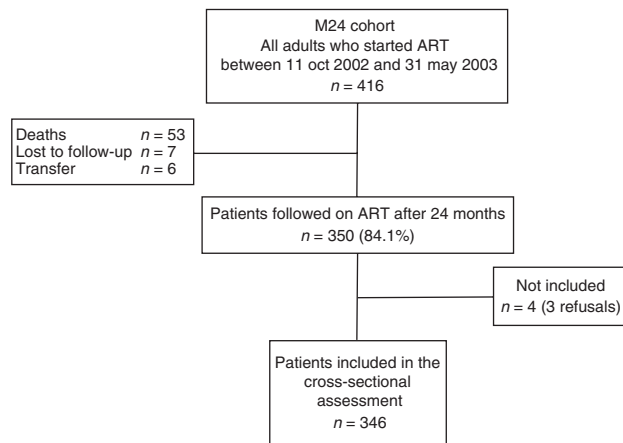 M24 cohort
All adults who started ART
between 11 oct 2002 and 31 may 2003
n = 416
Deaths n = 53
Lost to follow-up n = 7
Transfer n = 6
Patients followed on ART after 24 months
n = 350 (84.1%)
Not included
n = 4 (3 refusals)
Patients included in the
cross-sectional
assessment
n = 346